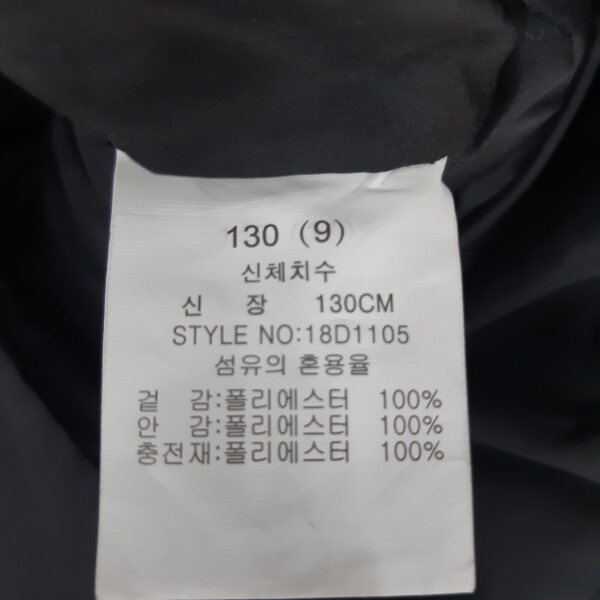 130 (9)
신체치수
신 장 130CM
STYLE NO:18D1105
섬유의 혼용율
겉 감:폴리에스터 100%
안 감:폴리에스터 100%
충전재:폴리에스터 100%